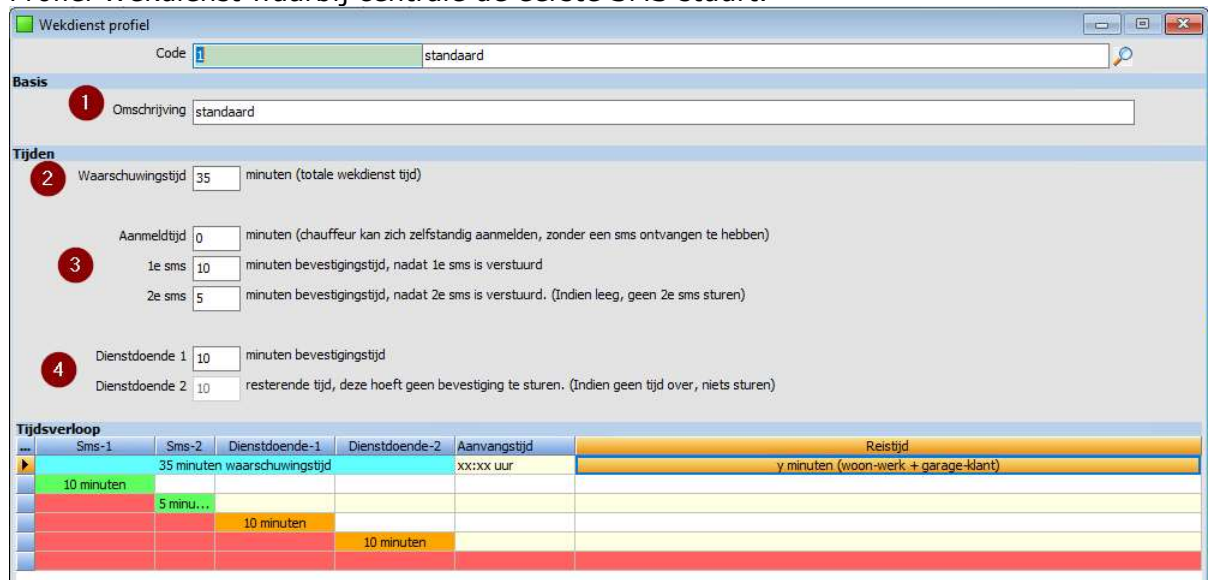 Profiel wekdienst waarbij centrale de eerste SMS stuurt.
Wekdienst profiel
Code 1 standaard
Basis
1 Omschrijving standaard
Tijden
2 Waarschuwingstijd 35 minuten (totale wekdienst tijd)
Aanmeldtijd 0 minuten (chauffeur kan zich zelfstandig aanmelden, zonder een sms ontvangen te hebben)
3 1e sms 10 minuten bevestigingstijd, nadat 1e sms is verstuurd
2e sms 5 minuten bevestigingstijd, nadat 2e sms is verstuurd. (Indien leeg, geen 2e sms sturen)
Dienstdoende 1 10 minuten bevestigingstijd
4 Dienstdoende 2 10 resterende tijd, deze hoeft geen bevestiging te sturen. (Indien geen tijd over, niets sturen)
Tijdsverloop
... Sms-1 Sms-2 Dienstdoende-1 Dienstdoende-2 Aanvangstijd Reistijd
35 minuten waarschuwingstijd xx:xx uur y minuten (woon-werk + garage-klant)
10 minuten
5 minu...
10 minuten
10 minuten